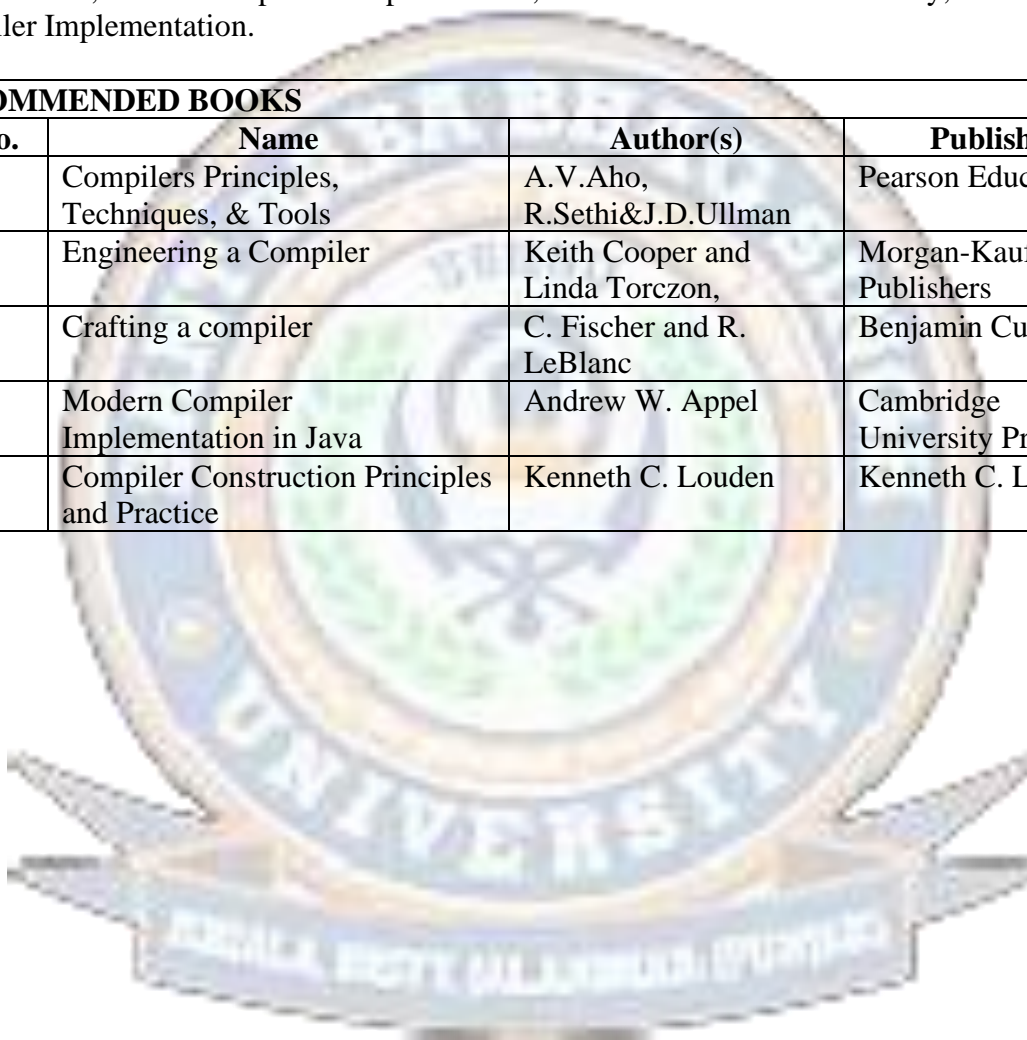 ler Implementation.
OMMENDED BOOKS
o. Name Author(s) Publish
Compilers Principles, A.V.Aho, Pearson Educ
Techniques, & Tools R.Sethi&J.D.Ullman
Engineering a Compiler Keith Cooper and Morgan-Kauf
Linda Torczon, Publishers
Crafting a compiler C. Fischer and R. Benjamin Cu
LeBlanc
Modern Compiler Andrew W. Appel Cambridge
Implementation in Java University Pr
Compiler Construction Principles Kenneth C. Louden Kenneth C. L
and Practice
UNIVERSITY